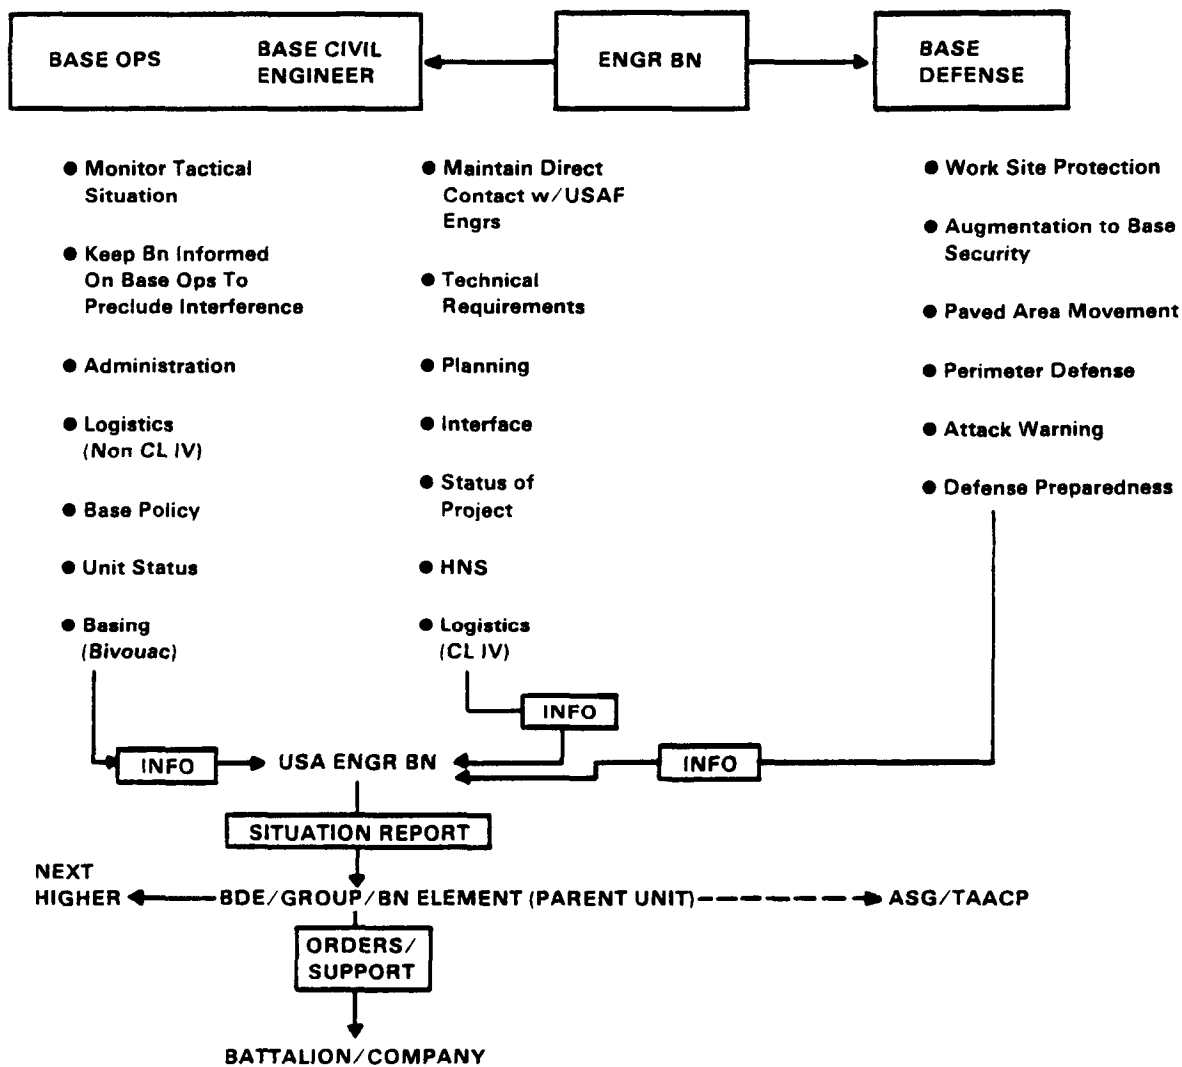 BASE OPS
BASE CIVIL
ENGINEER
ENGR BN
BASE
DEFENSE
● Monitor Tactical
Situation
● Keep Bn Informed
On Base Ops To
Preclude Interference
● Administration
● Logistics
(Non CL IV)
● Base Policy
● Unit Status
● Basing
(Bivouac)
● Maintain Direct
Contact w/USAF
Engrs
● Technical
Requirements
● Planning
● Interface
● Status of
Project
● HNS
● Logistics
(CL IV)
● Work Site Protection
● Augmentation to Base
Security
● Paved Area Movement
● Perimeter Defense
● Attack Warning
● Defense Preparedness
INFO
INFO
USA ENGR BN
INFO
SITUATION REPORT
NEXT
HIGHER
BDE/GROUP/BN ELEMENT (PARENT UNIT)
ASG/TAACP
ORDERS/
SUPPORT
BATTALION/COMPANY